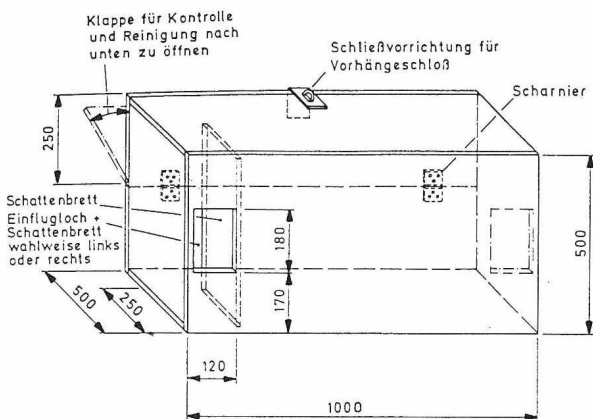 Klappe für Kontrolle
und Reinigung nach
unten zu öffnen
Schließvorrichtung für
Vorhängeschloß
Scharnier
250
Schattenbrett
Einflugloch +
Schattenbrett
wahlweise links
oder rechts
180
500
170
500
250
120
1000